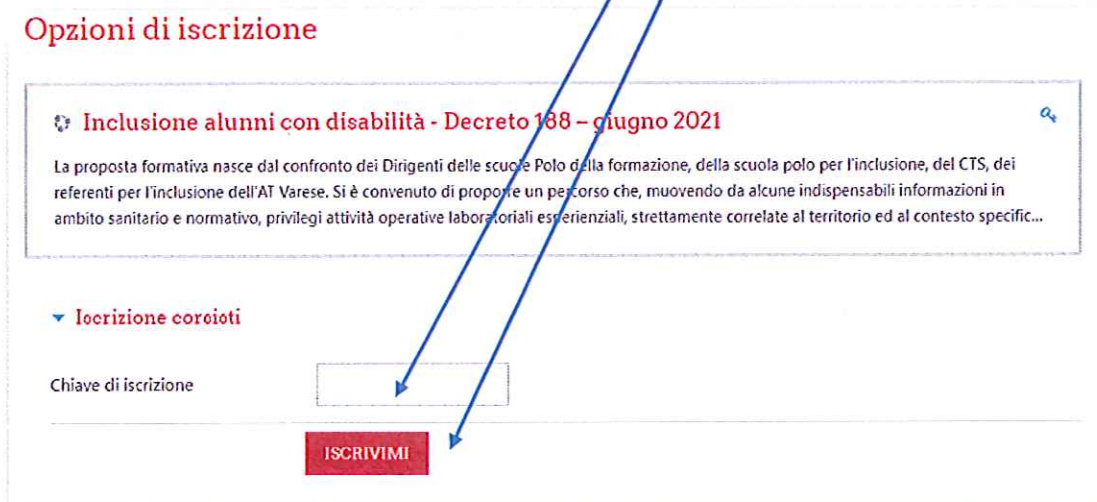 Opzioni di iscrizione
Inclusione alunni con disabilità - Decreto 188 – giugno 2021
La proposta formativa nasce dal confronto dei Dirigenti delle scuole Polo della formazione, della scuola polo per l'inclusione, del CTS, dei
referenti per l'inclusione dell'AT Varese. Si è convenuto di proporre un percorso che, muovendo da alcune indispensabili informazioni in
ambito sanitario e normativo, privilegi attività operative laboratoriali esperienziali, strettamente correlate al territorio ed al contesto specific...
Iscrizione corsisti
Chiave di iscrizione
ISCRIVIMI